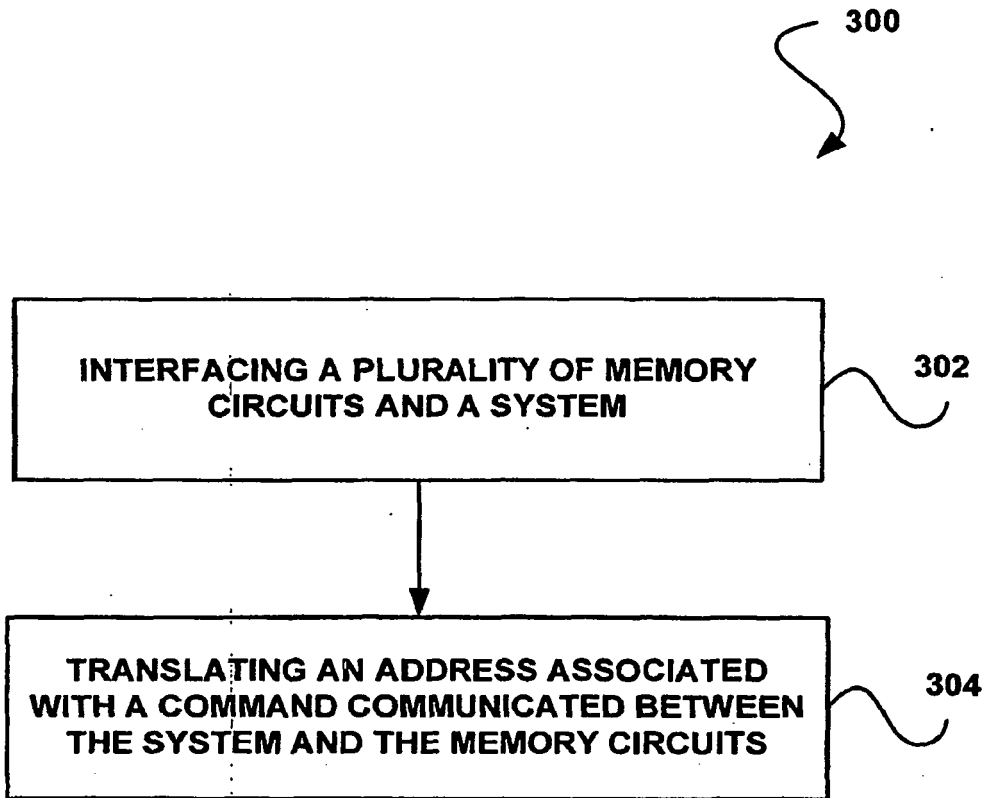 300
INTERFACING A PLURALITY OF MEMORY
CIRCUITS AND A SYSTEM
302
TRANSLATING AN ADDRESS ASSOCIATED
WITH A COMMAND COMMUNICATED BETWEEN
THE SYSTEM AND THE MEMORY CIRCUITS
304